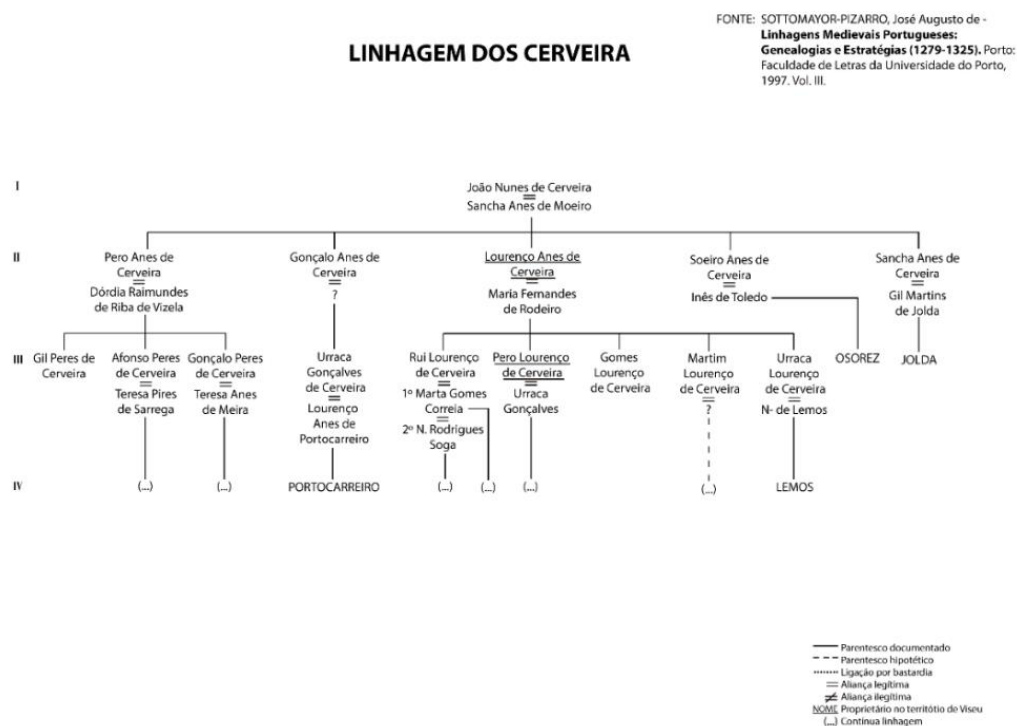 FONTE: SOTTOMAYOR-PIZARRO, José Augusto de -
Linhagens Medievais Portugueses:
Genealogias e Estratégias (1279-1325). Porto:
Faculdade de Letras da Universidade do Porto,
1997. Vol. III.
LINHAGEM DOS CERVEIRA
I
João Nunes de Cerveira
=
Sancha Anes de Moeiro
II
Pero Anes de
Cerveira
=
Dórdia Raimundes
de Riba de Vizela
Gonçalo Anes de
Cerveira
=
?
Lourenço Anes de
Cerveira
=
Maria Fernandes
de Rodeiro
Soeiro Anes de
Cerveira
=
Inês de Toledo
Sancha Anes de
Cerveira
=
Gil Martins
de Jolda
III
Gil Peres de
Cerveira
Afonso Peres
de Cerveira
=
Teresa Pires
de Sarrega
Gonçalo Peres
de Cerveira
=
Teresa Anes
de Meira
Urraca
Gonçalves
de Cerveira
=
Lourenço
Anes de
Portocarreiro
Rui Lourenço
de Cerveira
=
1º Marta Gomes
Correia
=
2º N. Rodrigues
Soga
Pero Lourenço
de Cerveira
=
Urraca
Gonçalves
Gomes
Lourenço
de Cerveira
Martim
Lourenço
de Cerveira
=
?
Urraca
Lourenço
de Cerveira
=
N- de Lemos
OSOREZ
JOLDA
IV
(...)
(...)
PORTOCARREIRO
(...)
(...)
(...)
(...)
LEMOS
Parentesco documentado
Parentesco hipotético
Ligação por bastardia
= Aliança legítima
≠ Aliança ilegítima
NOME Proprietário no território de Viseu
(...) Continua linhagem